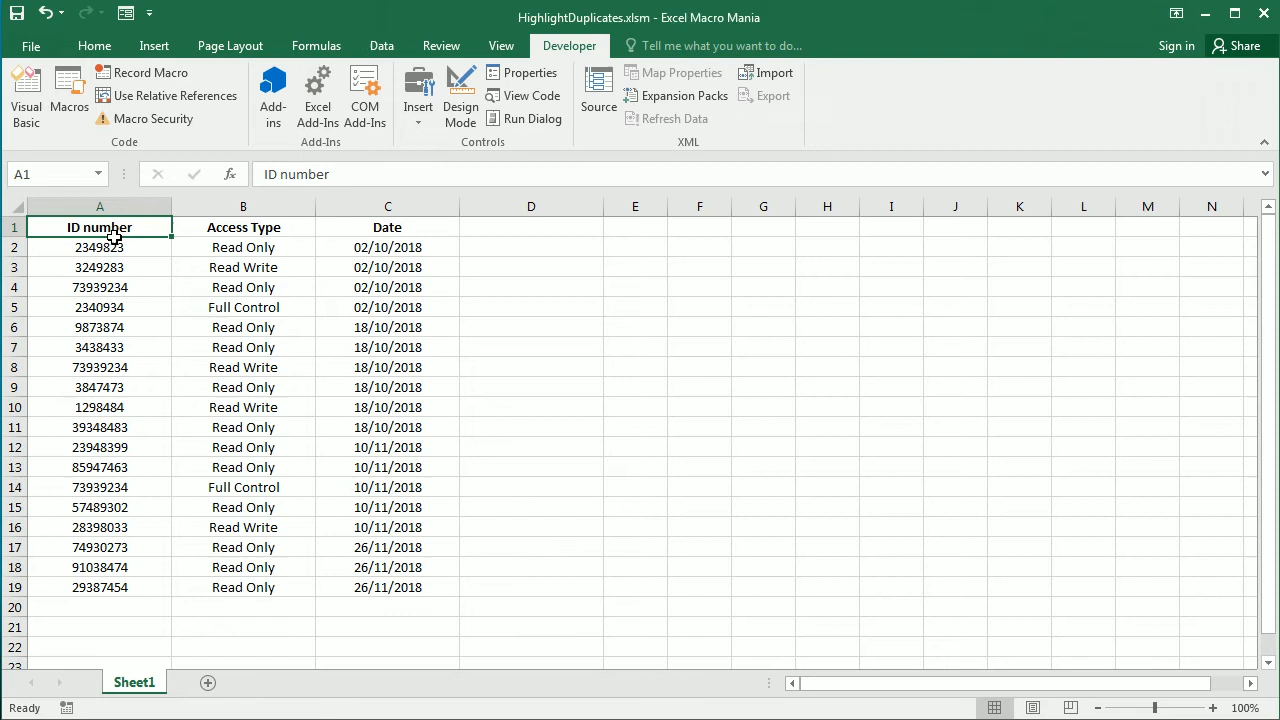 HighlightDuplicates.xlsm - Excel Macro Mania
File Home Insert Page Layout Formulas Data Review View Developer Tell me what you want to do... Sign in Share
Visual Basic
Macros
Record Macro
Use Relative References
Macro Security
Code
Add-ins
Excel Add-Ins
COM Add-Ins
Add-Ins
Insert
Design Mode
Properties
View Code
Run Dialog
Controls
Source
Map Properties
Expansion Packs
Refresh Data
Import
Export
XML
A1 fx ID number
A B C D E F G H I J K L M N
1 ID number Access Type Date
2 2349823 Read Only 02/10/2018
3 3249283 Read Write 02/10/2018
4 73939234 Read Only 02/10/2018
5 2340934 Full Control 02/10/2018
6 9873874 Read Only 18/10/2018
7 3438433 Read Only 18/10/2018
8 73939234 Read Write 18/10/2018
9 3847473 Read Only 18/10/2018
10 1298484 Read Write 18/10/2018
11 39348483 Read Only 18/10/2018
12 23948399 Read Only 10/11/2018
13 85947463 Read Only 10/11/2018
14 73939234 Full Control 10/11/2018
15 57489302 Read Only 10/11/2018
16 28398033 Read Write 10/11/2018
17 74930273 Read Only 26/11/2018
18 91038474 Read Only 26/11/2018
19 29387454 Read Only 26/11/2018
20
21
22
23
Sheet1
Ready 100%